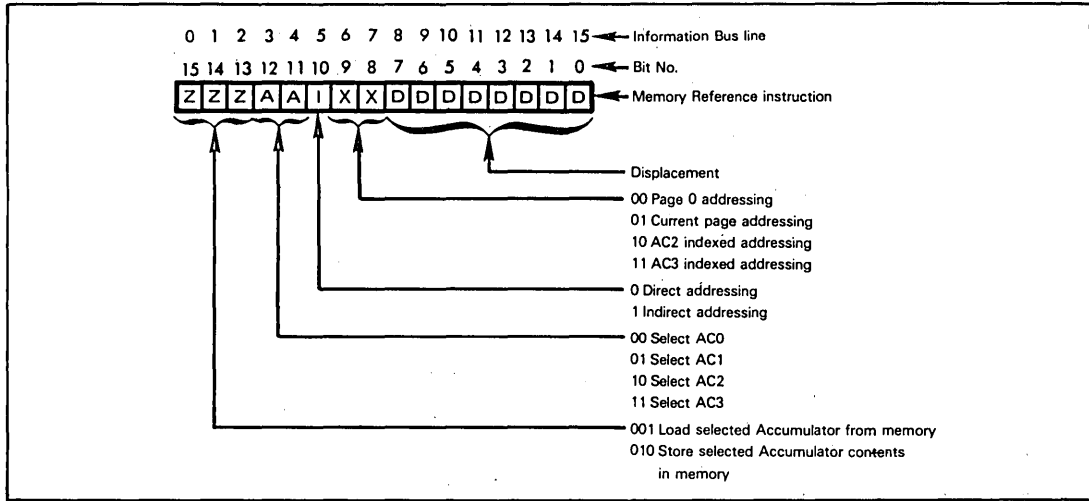 0 1 2 3 4 5 6 7 8 9 10 11 12 13 14 15 Information Bus line
15 14 13 12 11 10 9 8 7 6 5 4 3 2 1 0 Bit No.
Z Z Z A A I X X D D D D D D D D Memory Reference instruction
Displacement
00 Page 0 addressing
01 Current page addressing
10 AC2 indexed addressing
11 AC3 indexed addressing
0 Direct addressing
1 Indirect addressing
00 Select AC0
01 Select AC1
10 Select AC2
11 Select AC3
001 Load selected Accumulator from memory
010 Store selected Accumulator contents
in memory